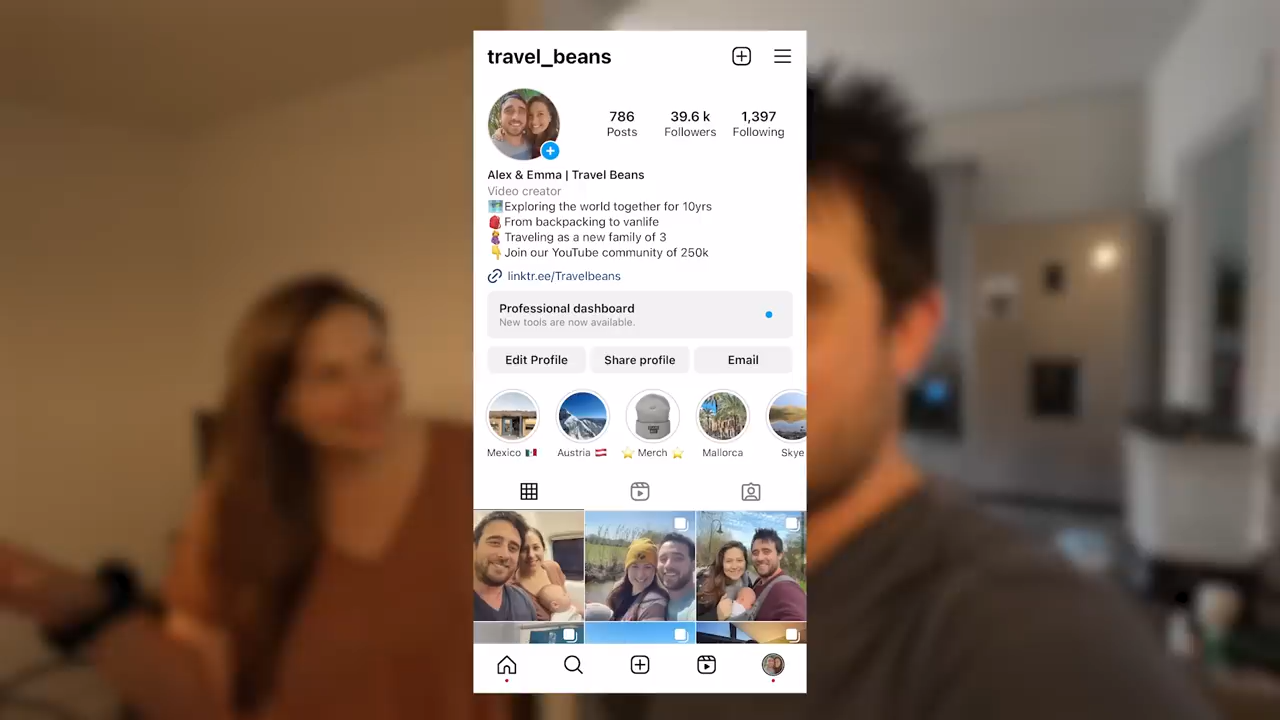 travel_beans
786 39.6 k 1,397
Posts Followers Following
Alex & Emma | Travel Beans
Video creator
🗺️Exploring the world together for 10yrs
🎒From backpacking to vanlife
🤱Traveling as a new family of 3
👇Join our YouTube community of 250k
linktr.ee/Travelbeans
Professional dashboard
New tools are now available.
Edit Profile Share profile Email
Mexico 🇲🇽 Austria 🇦🇹 ⭐ Merch ⭐ Mallorca Skye